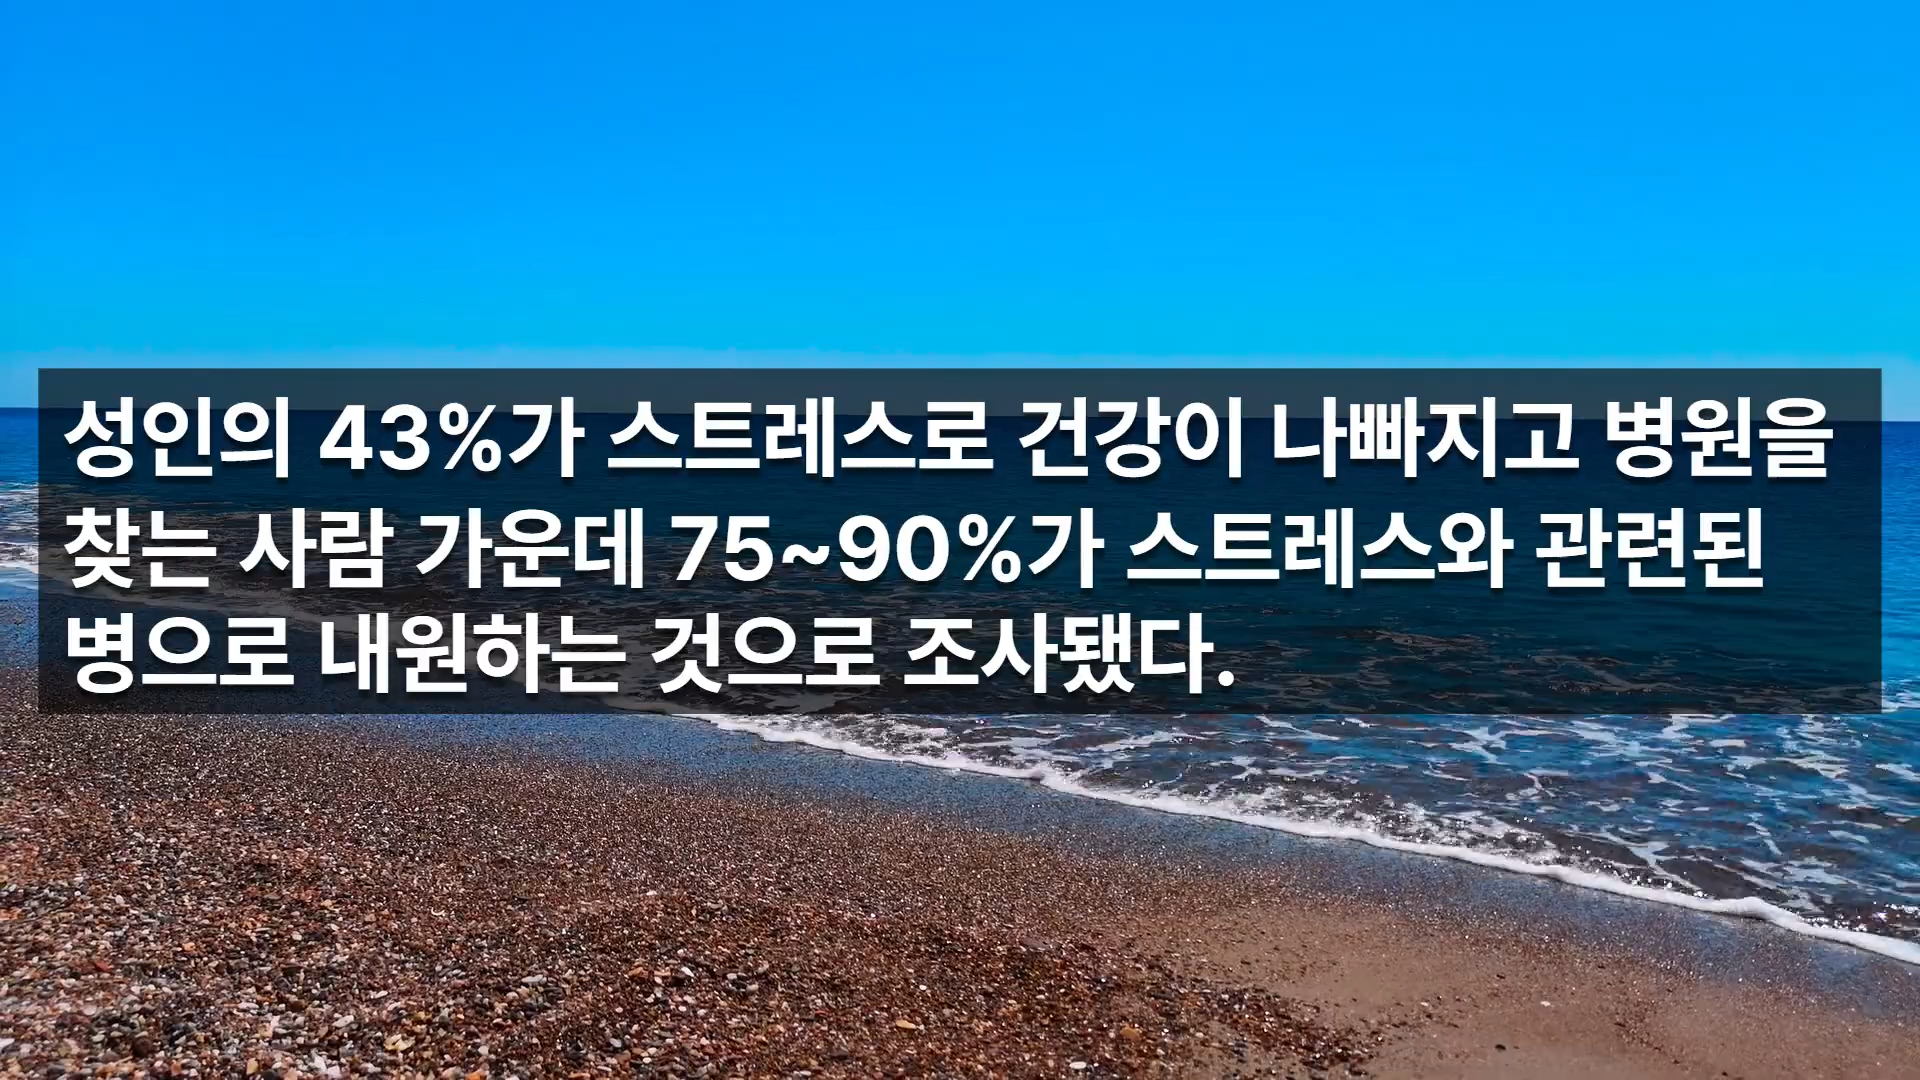 성인의 43%가 스트레스로 건강이 나빠지고 병원을
찾는 사람 가운데 75~90%가 스트레스와 관련된
병으로 내원하는 것으로 조사됐다.